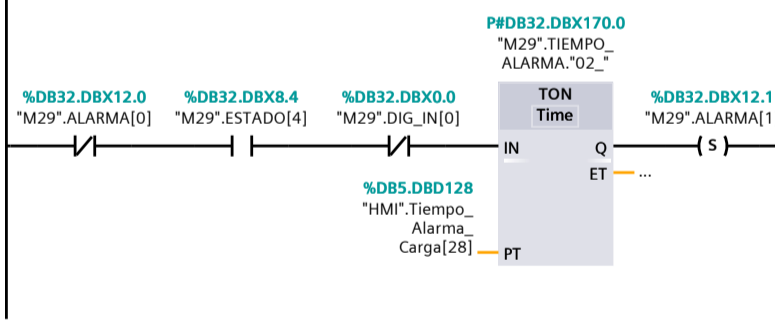 P#DB32.DBX170.0
"M29".TIEMPO_
ALARMA."02_"
%DB32.DBX12.0
"M29".ALARMA[0]
%DB32.DBX8.4
"M29".ESTADO[4]
%DB32.DBX0.0
"M29".DIG_IN[0]
TON
Time
%DB32.DBX12.1
"M29".ALARMA[1
IN
Q
S
ET
...
%DB5.DBD128
"HMI".Tiempo_
Alarma_
Carga[28]
PT